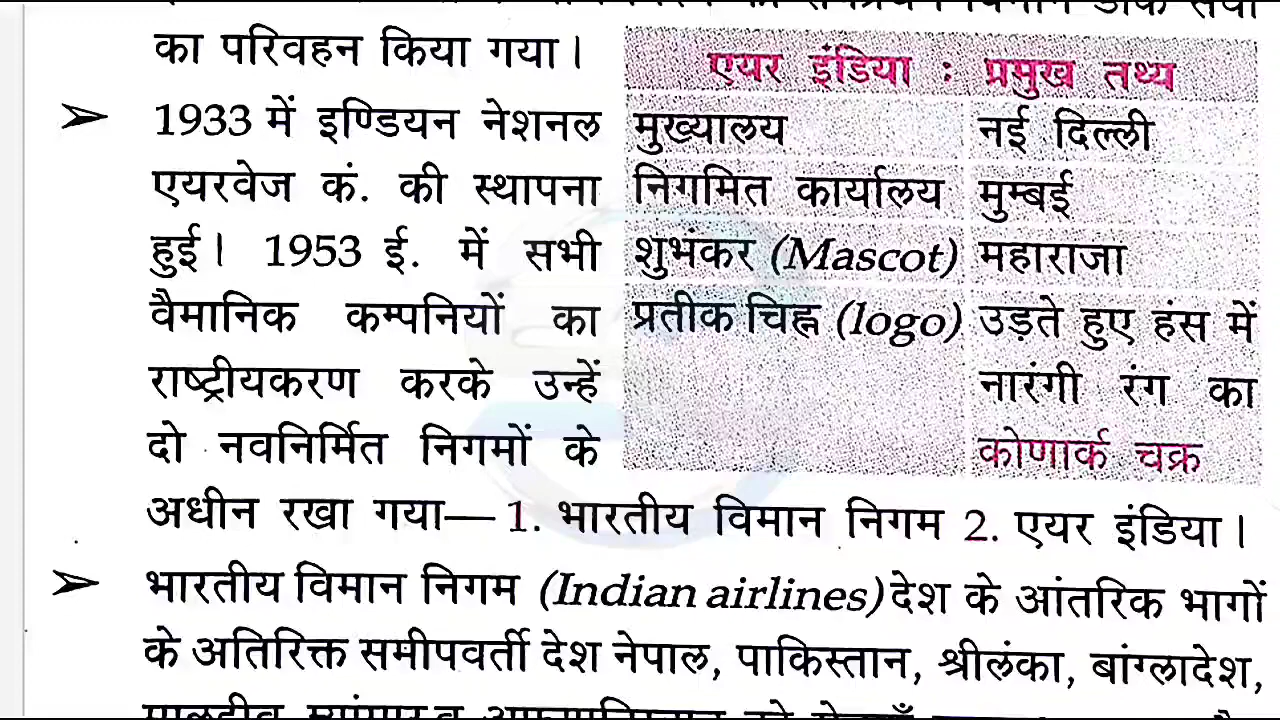 का परिवहन किया गया।
➢ 1933 में इण्डियन नेशनल
एयरवेज कं. की स्थापना
हुई। 1953 ई. में सभी
वैमानिक कम्पनियों का
राष्ट्रीयकरण करके उन्हें
दो नवनिर्मित निगमों के
एयर इंडिया : प्रमुख तथ्य
मुख्यालय नई दिल्ली
निगमित कार्यालय मुम्बई
शुभंकर (Mascot) महाराजा
प्रतीक चिह्न (logo) उड़ते हुए हंस में
नारंगी रंग का
कोणार्क चक्र
अधीन रखा गया— 1. भारतीय विमान निगम 2. एयर इंडिया।
➢ भारतीय विमान निगम (Indian airlines) देश के आंतरिक भागों
के अतिरिक्त समीपवर्ती देश नेपाल, पाकिस्तान, श्रीलंका, बांग्लादेश,